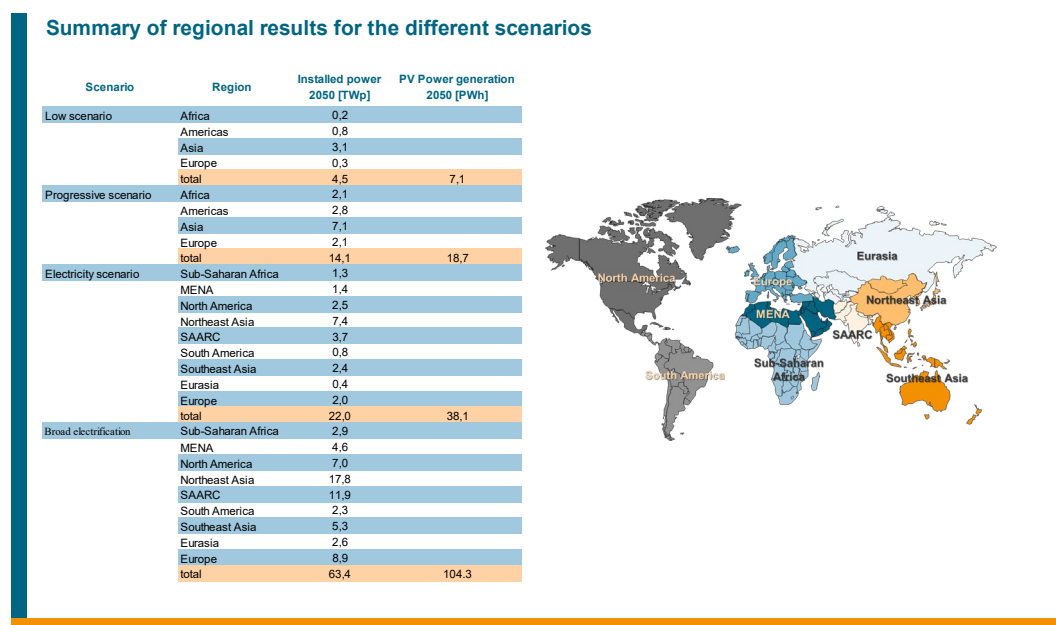 Summary of regional results for the different scenarios
Scenario Region Installed power 2050 [TWp] PV Power generation 2050 [PWh]
Low scenario Africa 0,2
Americas 0,8
Asia 3,1
Europe 0,3
total 4,5 7,1
Progressive scenario Africa 2,1
Americas 2,8
Asia 7,1
Europe 2,1
total 14,1 18,7
Electricity scenario Sub-Saharan Africa 1,3
MENA 1,4
North America 2,5
Northeast Asia 7,4
SAARC 3,7
South America 0,8
Southeast Asia 2,4
Eurasia 0,4
Europe 2,0
total 22,0 38,1
Broad electrification Sub-Saharan Africa 2,9
MENA 4,6
North America 7,0
Northeast Asia 17,8
SAARC 11,9
South America 2,3
Southeast Asia 5,3
Eurasia 2,6
Europe 8,9
total 63,4 104.3
Eurasia
North America
Europe
Northeast Asia
MENA
SAARC
Sub-Saharan
Africa
South America
Southeast Asia